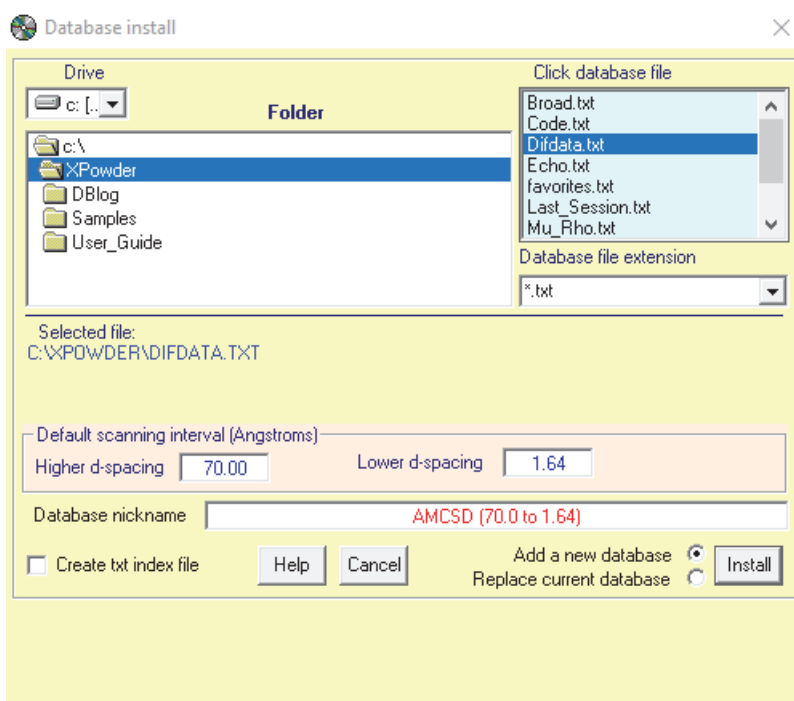 Database install
Drive
Click database file
c: [..
Folder
c:\
XPowder
DBlog
Samples
User_Guide
Broad.txt
Code.txt
Difdata.txt
Echo.txt
favorites.txt
Last_Session.txt
Mu_Rho.txt
Database file extension
*.txt
Selected file:
C:\XPOWDER\DIFDATA.TXT
Default scanning interval (Angstroms)
Higher d-spacing 70.00 Lower d-spacing 1.64
Database nickname AMCSD (70.0 to 1.64)
Create txt index file Help Cancel Add a new database Install
Replace current database